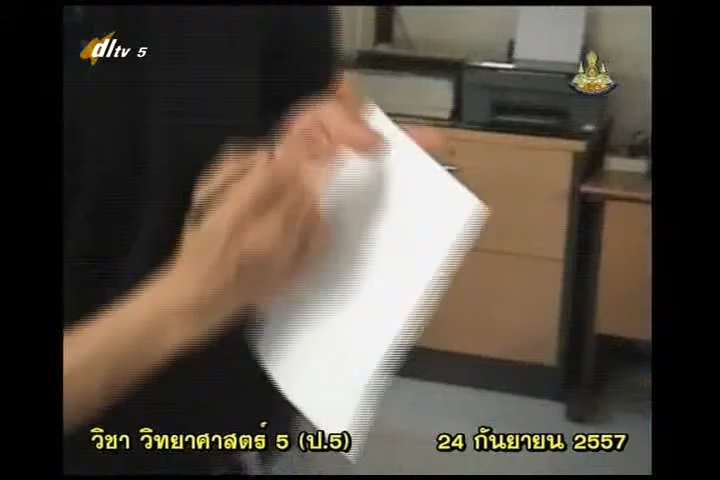 dltv 5
วิชา วิทยาศาสตร์ 5 (ป.5)
24 กันยายน 2557